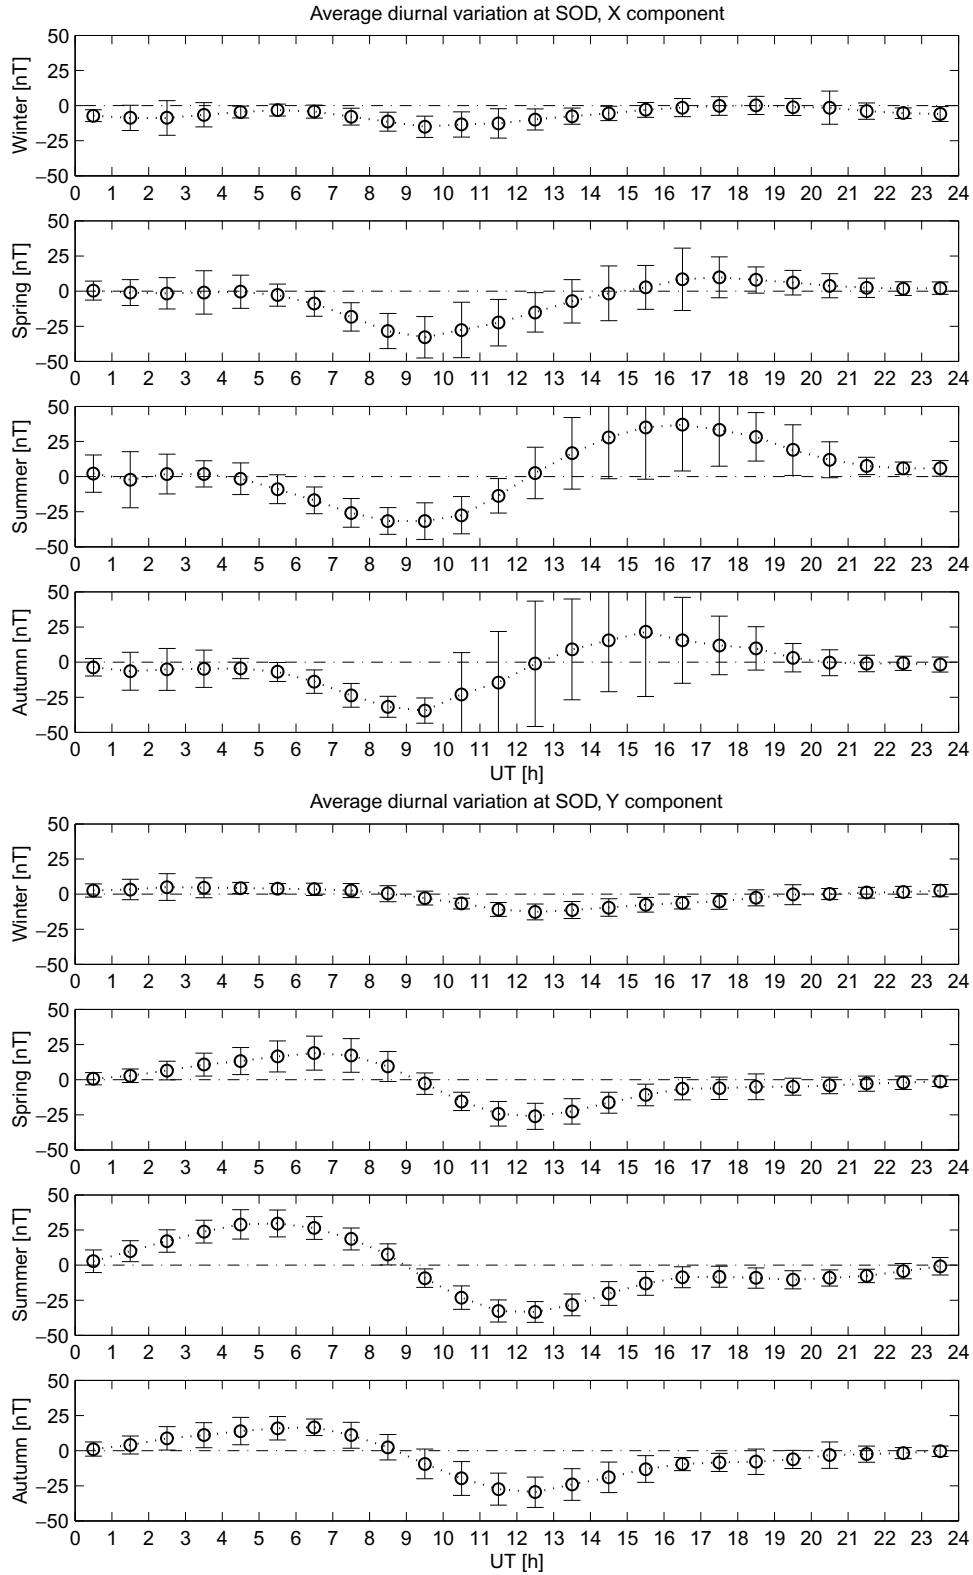 Average diurnal variation at SOD, X component
50
25
0
−25
−50
Winter [nT]
0 1 2 3 4 5 6 7 8 9 10 11 12 13 14 15 16 17 18 19 20 21 22 23 24
50
25
0
−25
−50
Spring [nT]
0 1 2 3 4 5 6 7 8 9 10 11 12 13 14 15 16 17 18 19 20 21 22 23 24
50
25
0
−25
−50
Summer [nT]
0 1 2 3 4 5 6 7 8 9 10 11 12 13 14 15 16 17 18 19 20 21 22 23 24
50
25
0
−25
−50
Autumn [nT]
0 1 2 3 4 5 6 7 8 9 10 11 12 13 14 15 16 17 18 19 20 21 22 23 24
UT [h]
Average diurnal variation at SOD, Y component
50
25
0
−25
−50
Winter [nT]
0 1 2 3 4 5 6 7 8 9 10 11 12 13 14 15 16 17 18 19 20 21 22 23 24
50
25
0
−25
−50
Spring [nT]
0 1 2 3 4 5 6 7 8 9 10 11 12 13 14 15 16 17 18 19 20 21 22 23 24
50
25
0
−25
−50
Summer [nT]
0 1 2 3 4 5 6 7 8 9 10 11 12 13 14 15 16 17 18 19 20 21 22 23 24
50
25
0
−25
−50
Autumn [nT]
0 1 2 3 4 5 6 7 8 9 10 11 12 13 14 15 16 17 18 19 20 21 22 23 24
UT [h]